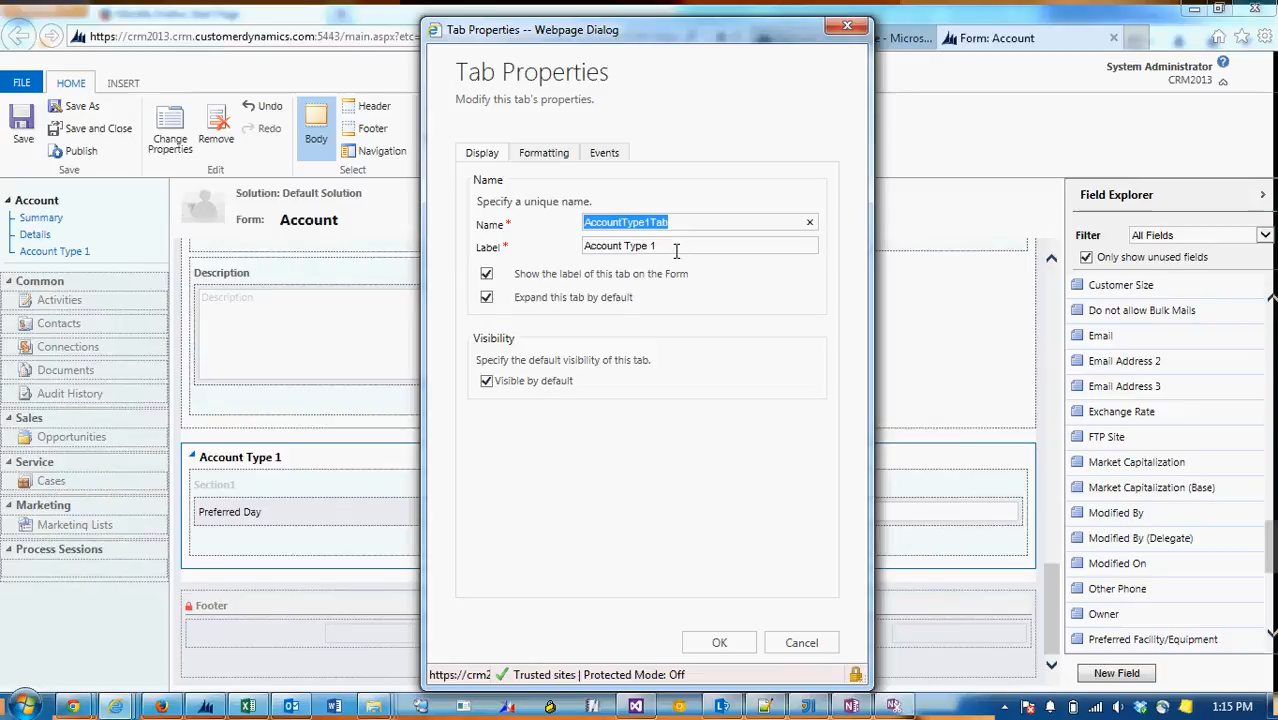 Tab Properties -- Webpage Dialog
https://crm2013.crm.customerdynamics.com:5443/main.aspx?etc=
- Micros...
Form: Account
System Administrator
CRM2013
FILE
HOME
INSERT
Save
Save As
Save and Close
Publish
Save
Change Properties
Remove
Undo
Redo
Edit
Body
Header
Footer
Navigation
Select
Account
Summary
Details
Account Type 1
Common
Activities
Contacts
Connections
Documents
Audit History
Sales
Opportunities
Service
Cases
Marketing
Marketing Lists
Process Sessions
Solution: Default Solution
Form: Account
Description
Description
Account Type 1
Section1
Preferred Day
Footer
Tab Properties
Modify this tab's properties.
Display
Formatting
Events
Name
Specify a unique name.
Name *
AccountType1Tab
Label *
Account Type 1
Show the label of this tab on the Form
Expand this tab by default
Visibility
Specify the default visibility of this tab.
Visible by default
OK
Cancel
https://crm2
Trusted sites | Protected Mode: Off
Field Explorer
Filter
All Fields
Only show unused fields
Customer Size
Do not allow Bulk Mails
Email
Email Address 2
Email Address 3
Exchange Rate
FTP Site
Market Capitalization
Market Capitalization (Base)
Modified By
Modified By (Delegate)
Modified On
Other Phone
Owner
Preferred Facility/Equipment
New Field
1:15 PM